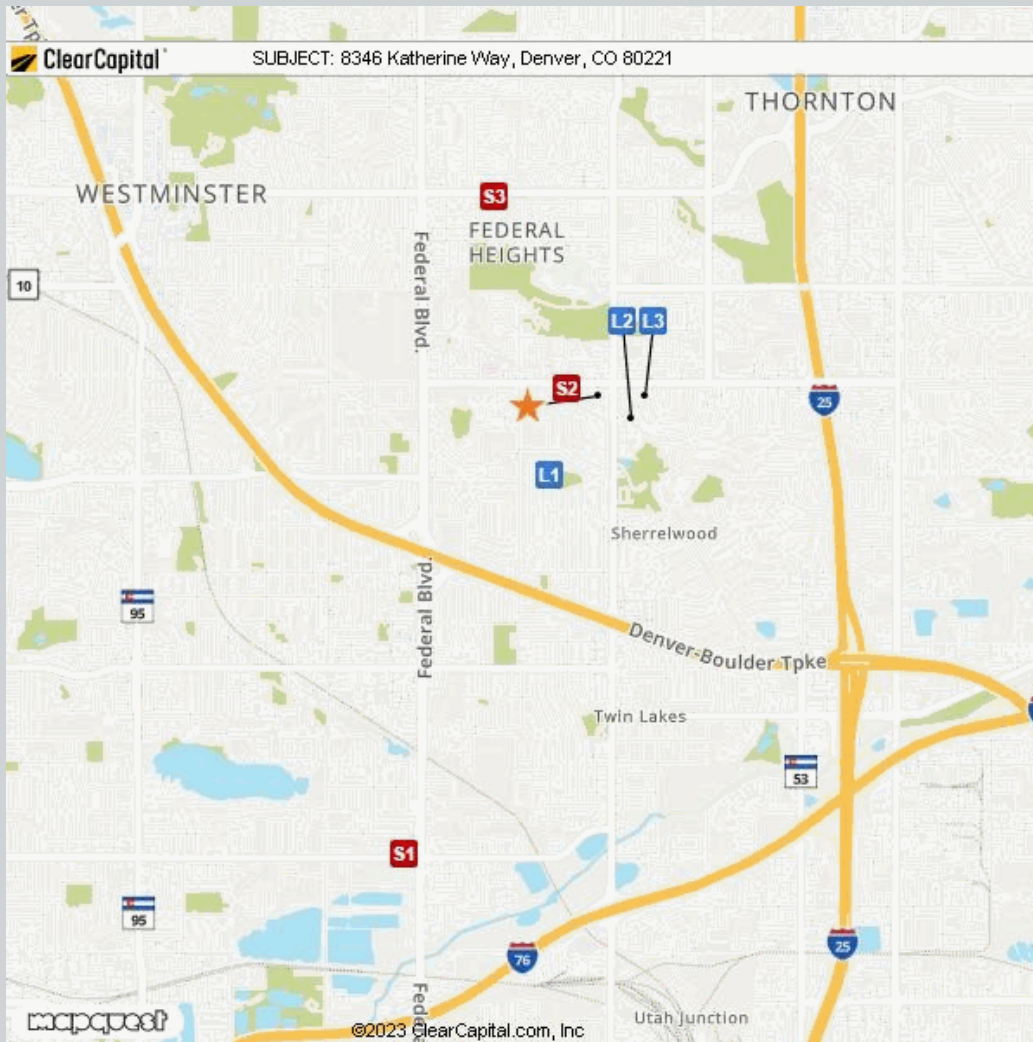 ClearCapital
SUBJECT: 8346 Katherine Way, Denver, CO 80221
THORNTON
WESTMINSTER
S3
FEDERAL
HEIGHTS
Federal Blvd.
10
L2
L3
S2
25
L1
Sherrelwood
Federal Blvd.
95
Denver-Boulder Tpke
Twin Lakes
53
S1
95
25
76
mapquest
©2023 ClearCapital.com, Inc
Utah Junction